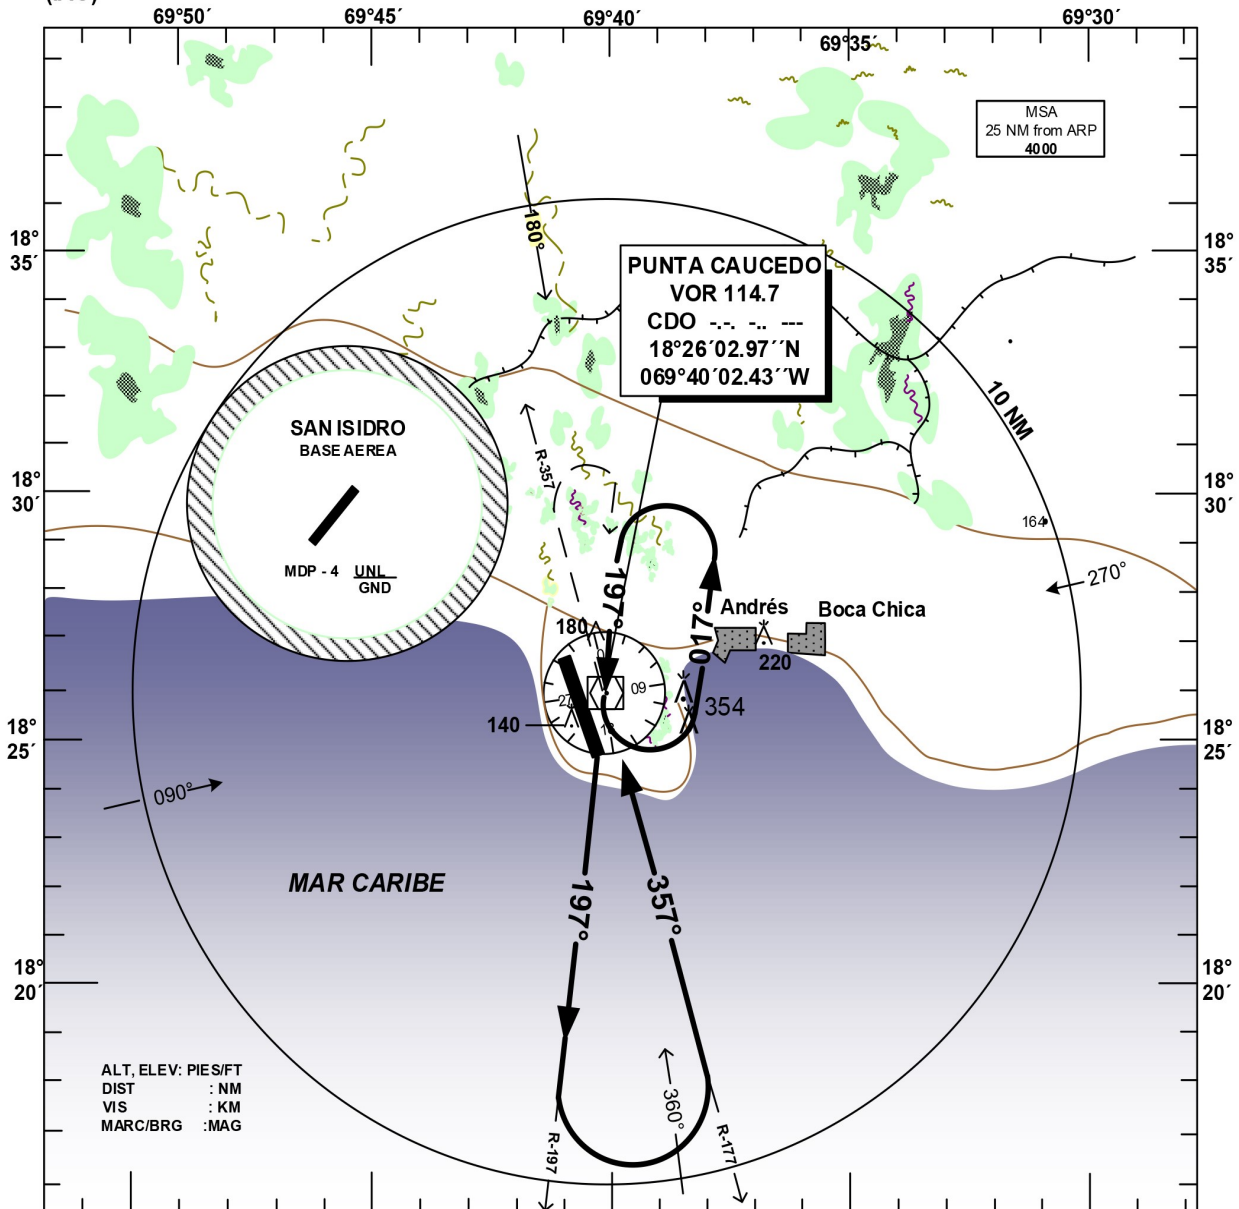 69°50´
69°45´
69°40´
69°35´
69°30´
MSA
25 NM from ARP
4000
180°
18°
35´
18°
35´
PUNTA CAUCEDO
VOR 114.7
CDO -.-. -.. ---
18°26´02.97´´N
069°40´02.43´´W
10 NM
SAN ISIDRO
BASE AEREA
MDP - 4 UNL
GND
R-357
18°
30´
18°
30´
164
270°
197°
017°
Andrés
Boca Chica
220
180
09
27
18
354
140
18°
25´
18°
25´
090°
MAR CARIBE
197°
357°
18°
20´
18°
20´
ALT, ELEV: PIES/FT
DIST : NM
VIS : KM
MARC/BRG :MAG
360°
R-197
R-177